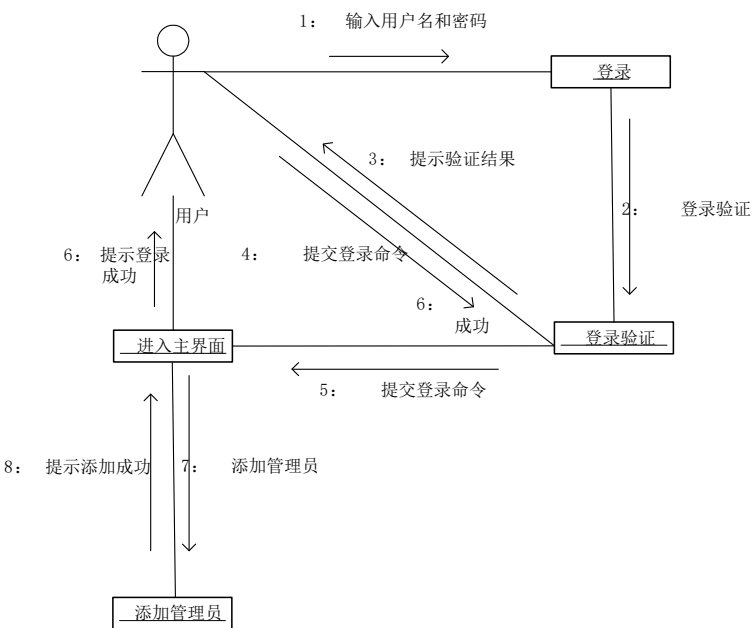 1： 输入用户名和密码
登录
3： 提示验证结果
2： 登录验证
用户
6： 提示登录
成功
4： 提交登录命令
6：
成功
进入主界面
登录验证
5： 提交登录命令
8： 提示添加成功
7： 添加管理员
添加管理员